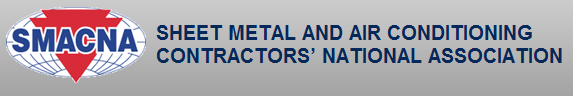 SMACNA
SHEET METAL AND AIR CONDITIONING
CONTRACTORS’ NATIONAL ASSOCIATION